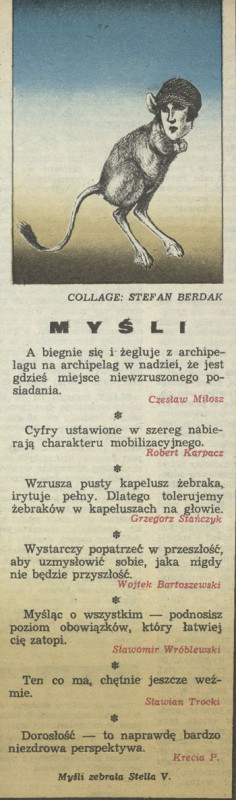 COLLAGE: STEFAN BERDAK
MYŚLI
A biegnie się i żegluje z archipe-
lagu na archipelag w nadziei, że jest
gdzieś miejsce niewzruszonego po-
siadania.
Czesław Miłosz
*
Cyfry ustawione w szereg nabie-
rają charakteru mobilizacyjnego.
Robert Karpacz
*
Wzrusza pusty kapelusz żebraka,
irytuje pełny. Dlatego tolerujemy
żebraków w kapeluszach na głowie.
Grzegorz Stańczyk
*
Wystarczy popatrzeć w przeszłość,
aby uzmysłowić sobie, jaka nigdy
nie będzie przyszłość.
Wojtek Bartoszewski
*
Myśląc o wszystkim — podnosisz
poziom obowiązków, który łatwiej
cię zatopi.
Sławomir Wróblewski
*
Ten co ma, chętnie jeszcze weź-
mie.
Sławian Trocki
*
Dorosłość — to naprawdę bardzo
niezdrowa perspektywa.
Krecia P.
Myśli zebrała Stella V.